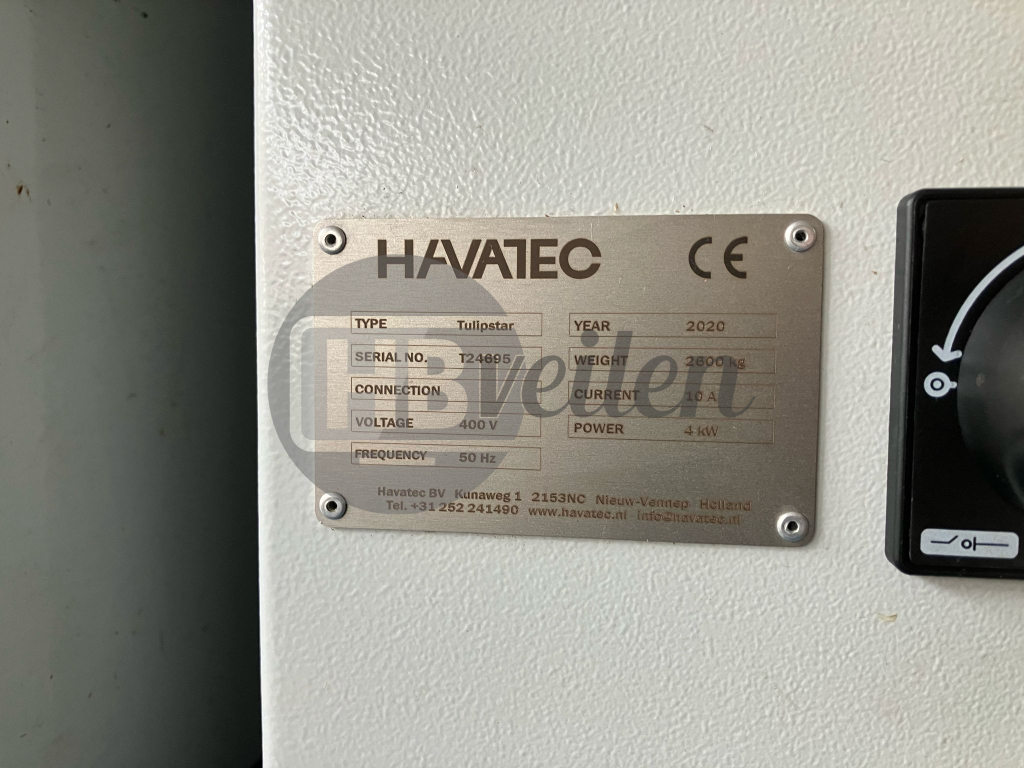 HAVATEC CE
TYPE Tulipstar
SERIAL NO. T24695
CONNECTION
VOLTAGE 400 V
FREQUENCY 50 Hz
YEAR 2020
WEIGHT 2600 kg
CURRENT 10 A
POWER 4 kW
Havatec BV Kunaweg 1 2153NC Nieuw-Vennep Holland
Tel. +31 252 241490 www.havatec.nl info@havatec.nl
HBveilen